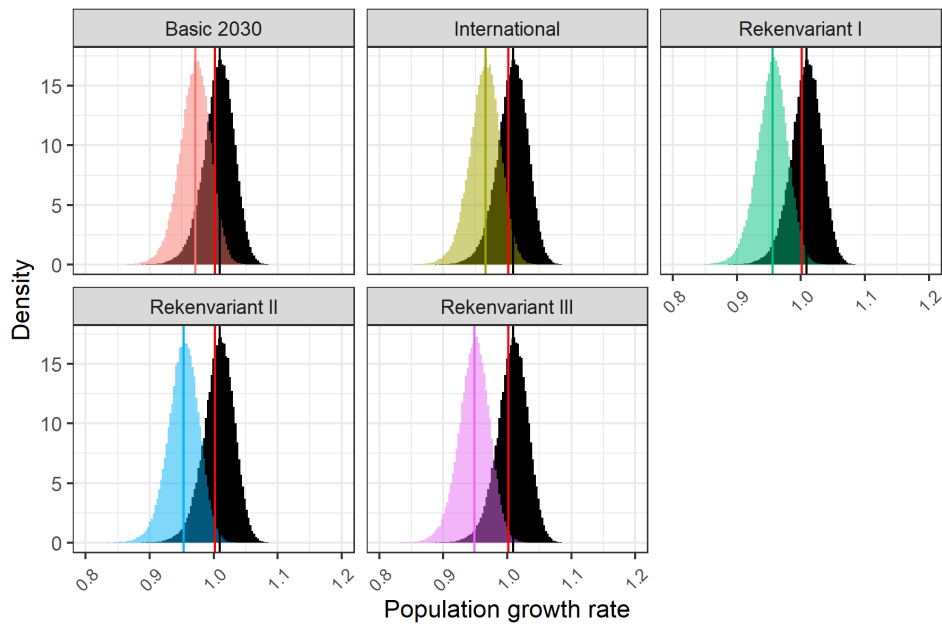 Basic 2030
International
Rekenvariant I
15
10
5
0
0.8 0.9 1.0 1.1 1.2
Density
Rekenvariant II
Rekenvariant III
15
10
5
0
0.8 0.9 1.0 1.1 1.2
0.8 0.9 1.0 1.1 1.2
Population growth rate